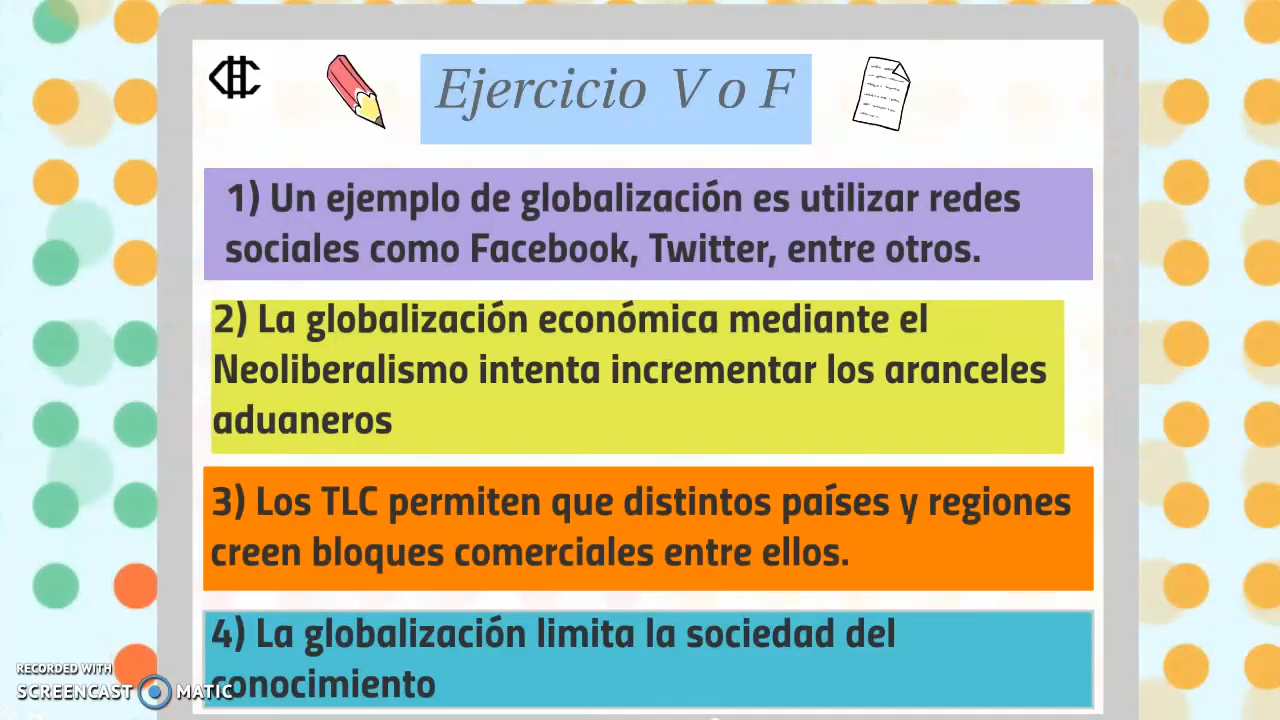 Ejercicio V o F
1) Un ejemplo de globalización es utilizar redes
sociales como Facebook, Twitter, entre otros.
2) La globalización económica mediante el
Neoliberalismo intenta incrementar los aranceles
aduaneros
3) Los TLC permiten que distintos países y regiones
creen bloques comerciales entre ellos.
4) La globalización limita la sociedad del
conocimiento
RECORDED WITH
SCREENCAST MATIC